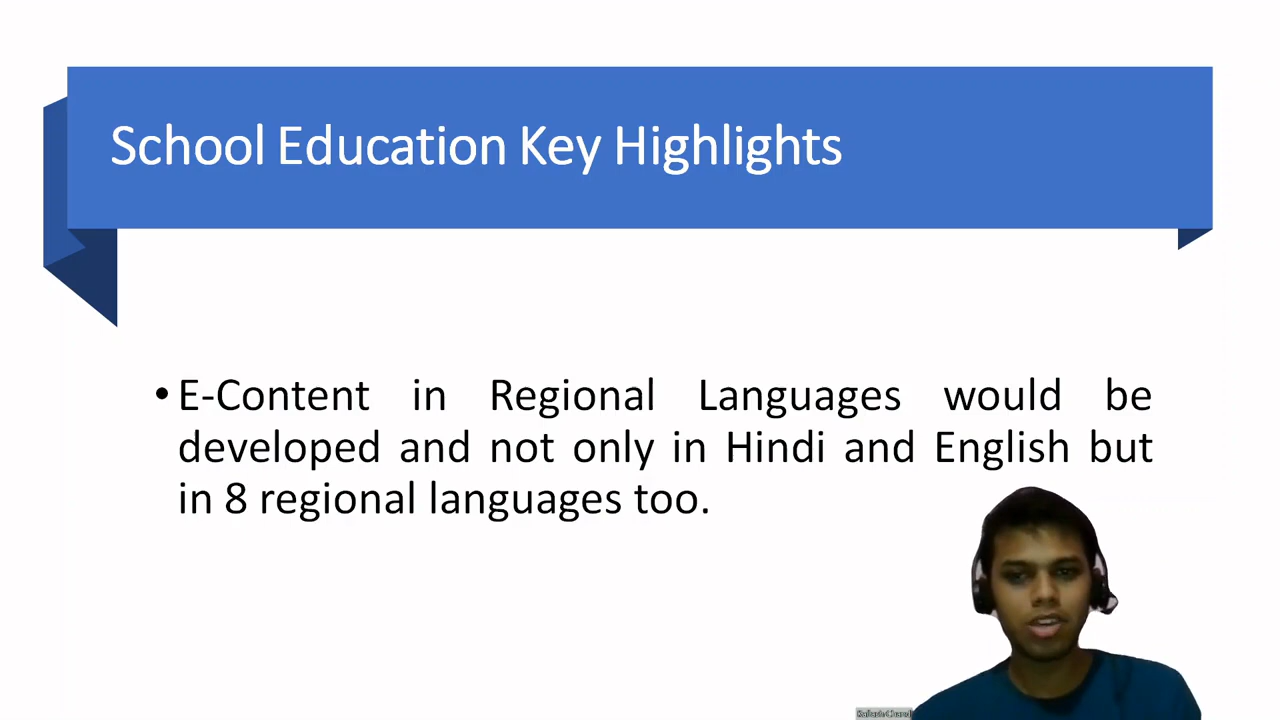 School Education Key Highlights
• E-Content in Regional Languages would be
developed and not only in Hindi and English but
in 8 regional languages too.